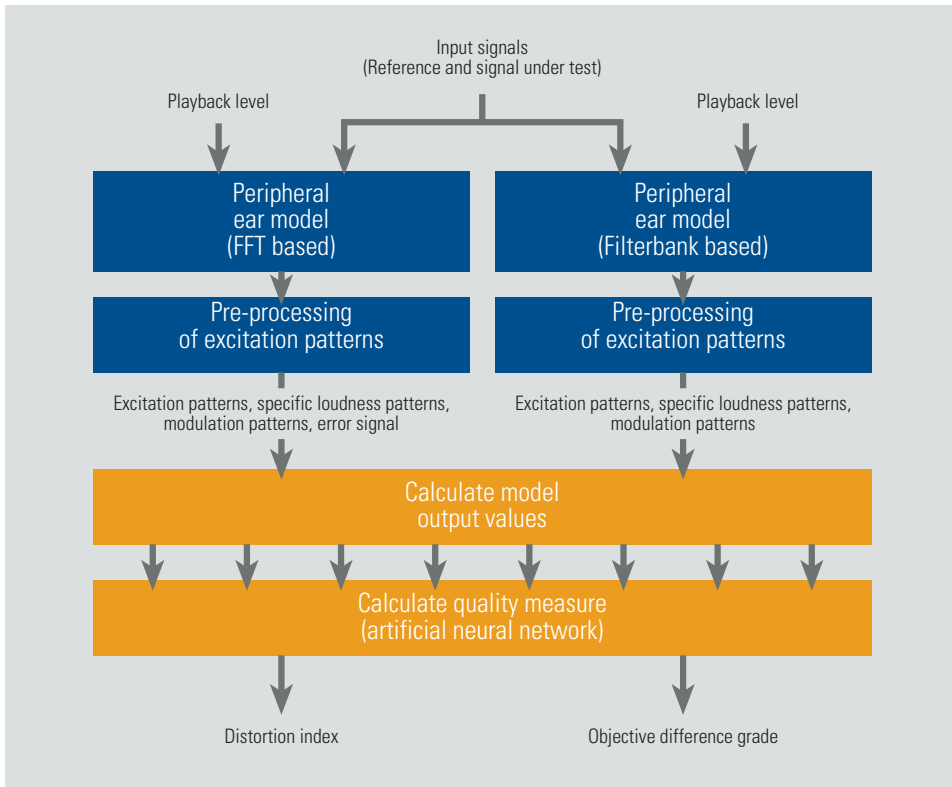 Input signals
(Reference and signal under test)
Playback level
Playback level
Peripheral
ear model
(FFT based)
Peripheral
ear model
(Filterbank based)
Pre-processing
of excitation patterns
Pre-processing
of excitation patterns
Excitation patterns, specific loudness patterns,
modulation patterns, error signal
Excitation patterns, specific loudness patterns,
modulation patterns
Calculate model
output values
Calculate quality measure
(artificial neural network)
Distortion index
Objective difference grade